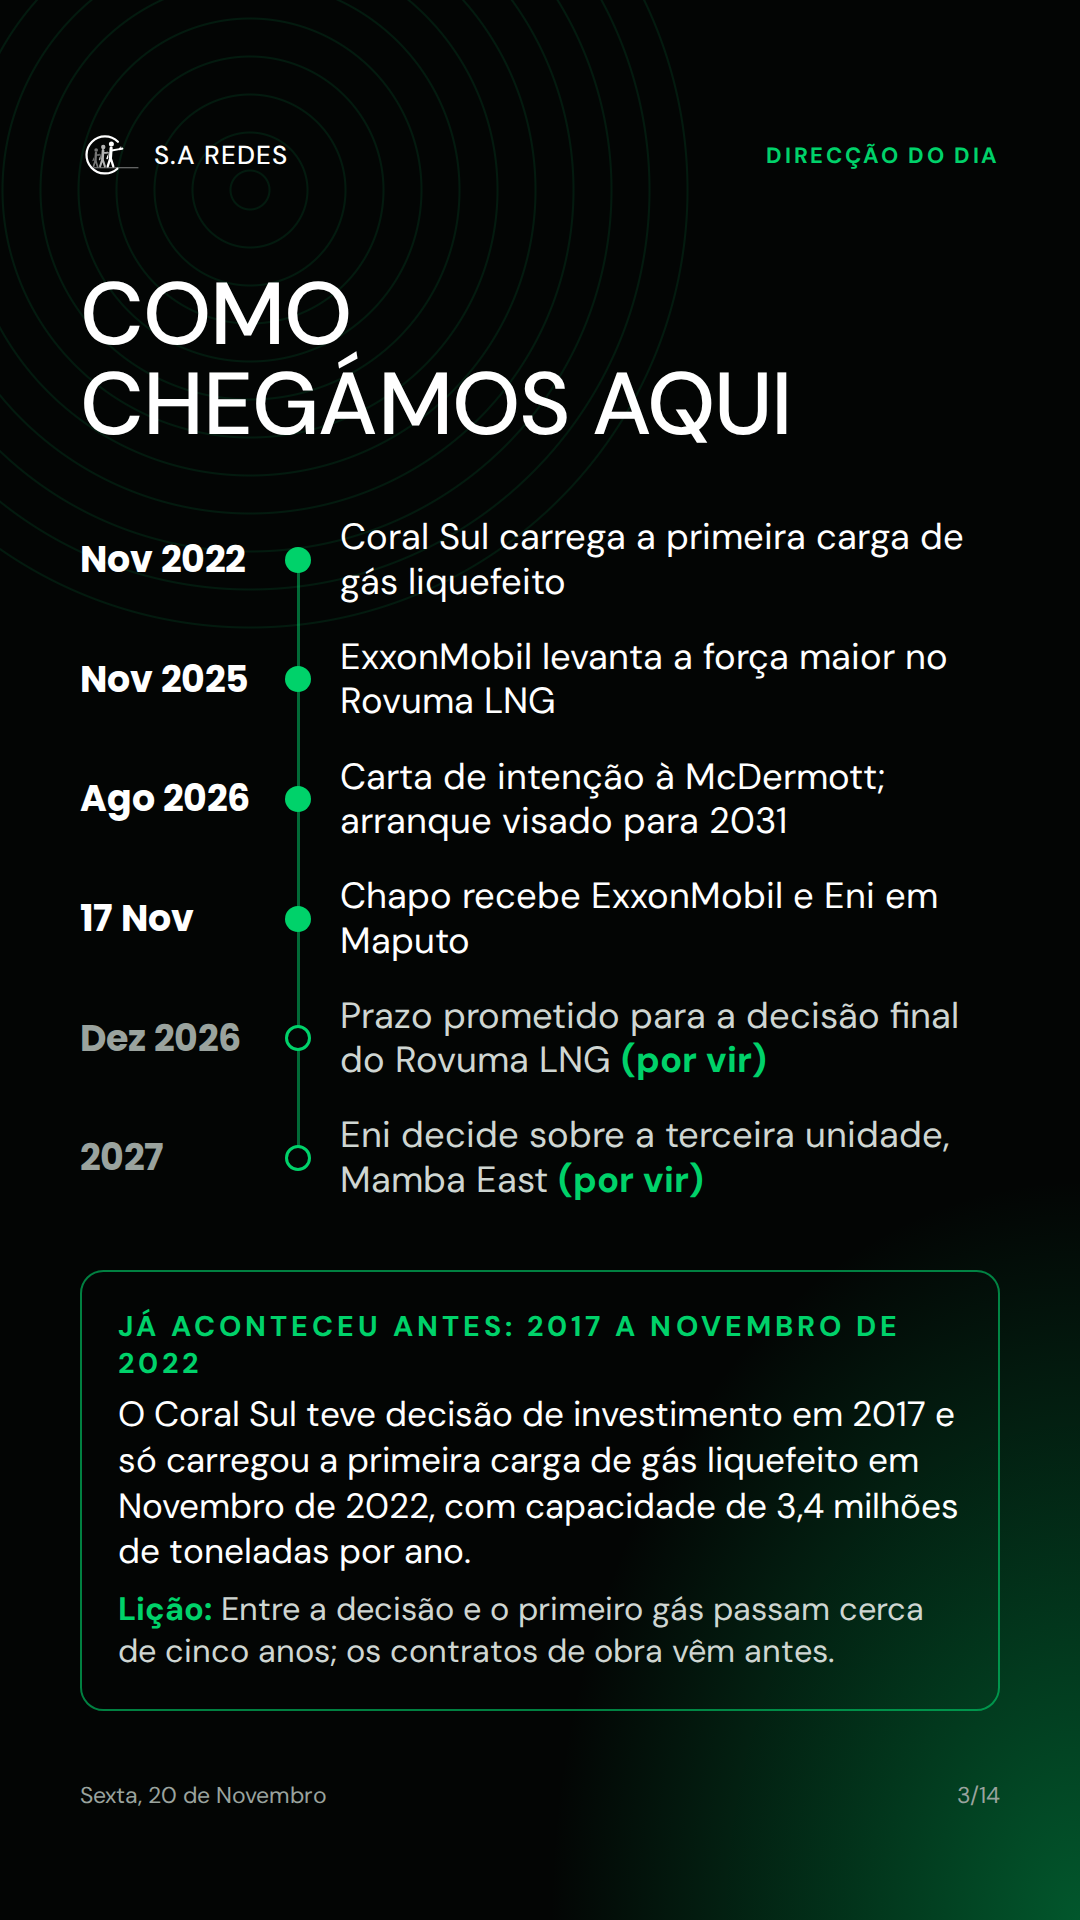 S.A REDES
DIRECÇÃO DO DIA
COMO
CHEGÁMOS AQUI
Nov 2022
Coral Sul carrega a primeira carga de
gás liquefeito
Nov 2025
ExxonMobil levanta a força maior no
Rovuma LNG
Ago 2026
Carta de intenção à McDermott;
arranque visado para 2031
17 Nov
Chapo recebe ExxonMobil e Eni em
Maputo
Dez 2026
Prazo prometido para a decisão final
do Rovuma LNG (por vir)
2027
Eni decide sobre a terceira unidade,
Mamba East (por vir)
JÁ ACONTECEU ANTES: 2017 A NOVEMBRO DE
2022
O Coral Sul teve decisão de investimento em 2017 e
só carregou a primeira carga de gás liquefeito em
Novembro de 2022, com capacidade de 3,4 milhões
de toneladas por ano.
Lição: Entre a decisão e o primeiro gás passam cerca
de cinco anos; os contratos de obra vêm antes.
Sexta, 20 de Novembro
3/14